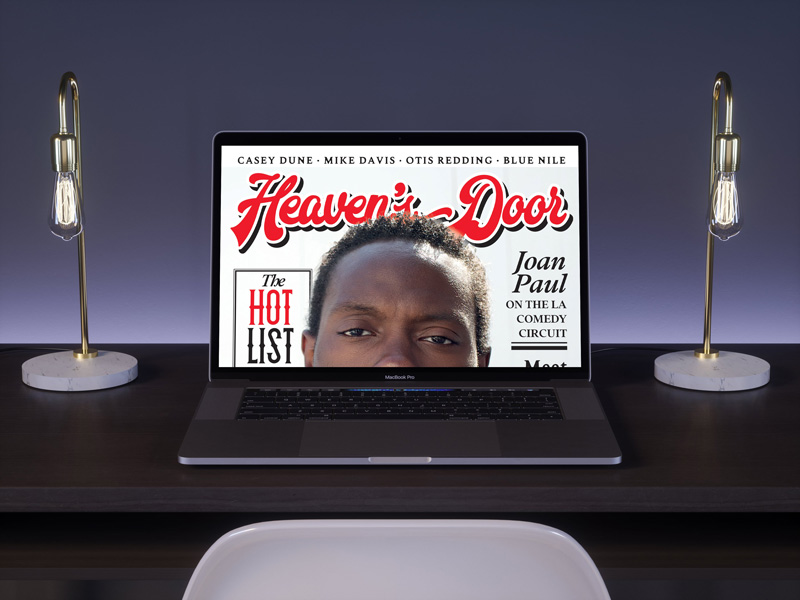 CASEY DUNE · MIKE DAVIS · OTIS REDDING · BLUE NILE
Heaven's Door
The
HOT
LIST
Joan
Paul
ON THE LA
COMEDY
CIRCUIT
Meet
MacBook Pro